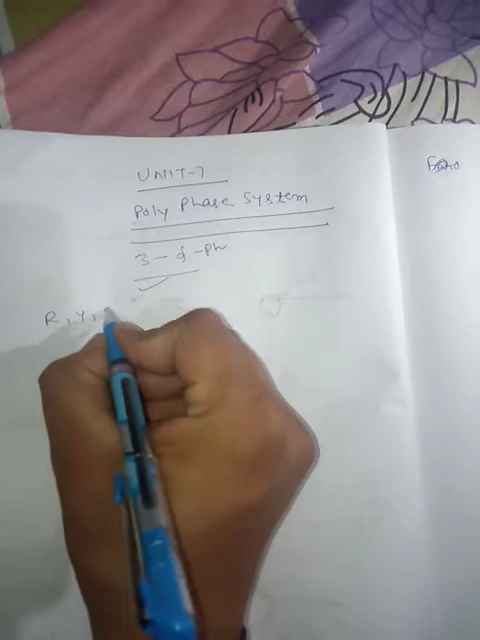 UNIT-7
Poly Phase System
3-ϕ-Ph
R, Y,